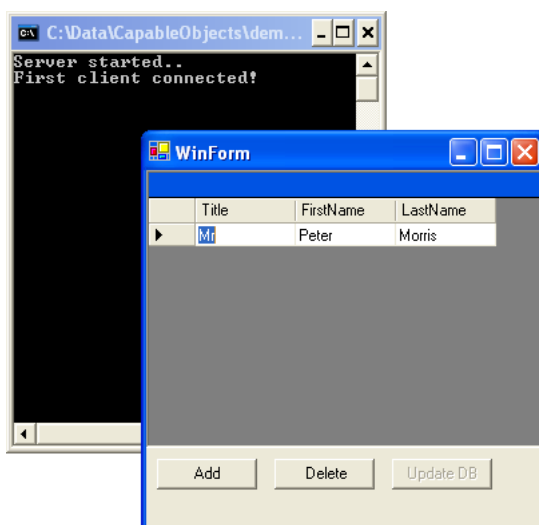 C:\Data\CapableObjects\dem...
Server started..
First client connected!
WinForm
Title FirstName LastName
Mr Peter Morris
Add Delete Update DB